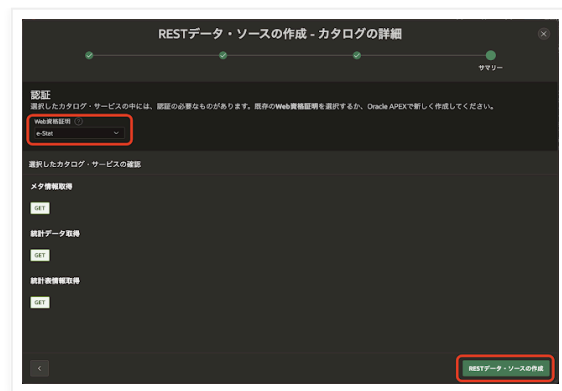 RESTデータ・ソースの作成 - カタログの詳細
サマリー
認証
選択したカタログ・サービスの中には、認証の必要なものがあります。既存のWeb資格証明を選択するか、Oracle APEXで新しく作成してください。
Web資格証明
e-Stat
選択したカタログ・サービスの確認
メタ情報取得
GET
統計データ取得
GET
統計表情報取得
GET
RESTデータ・ソースの作成